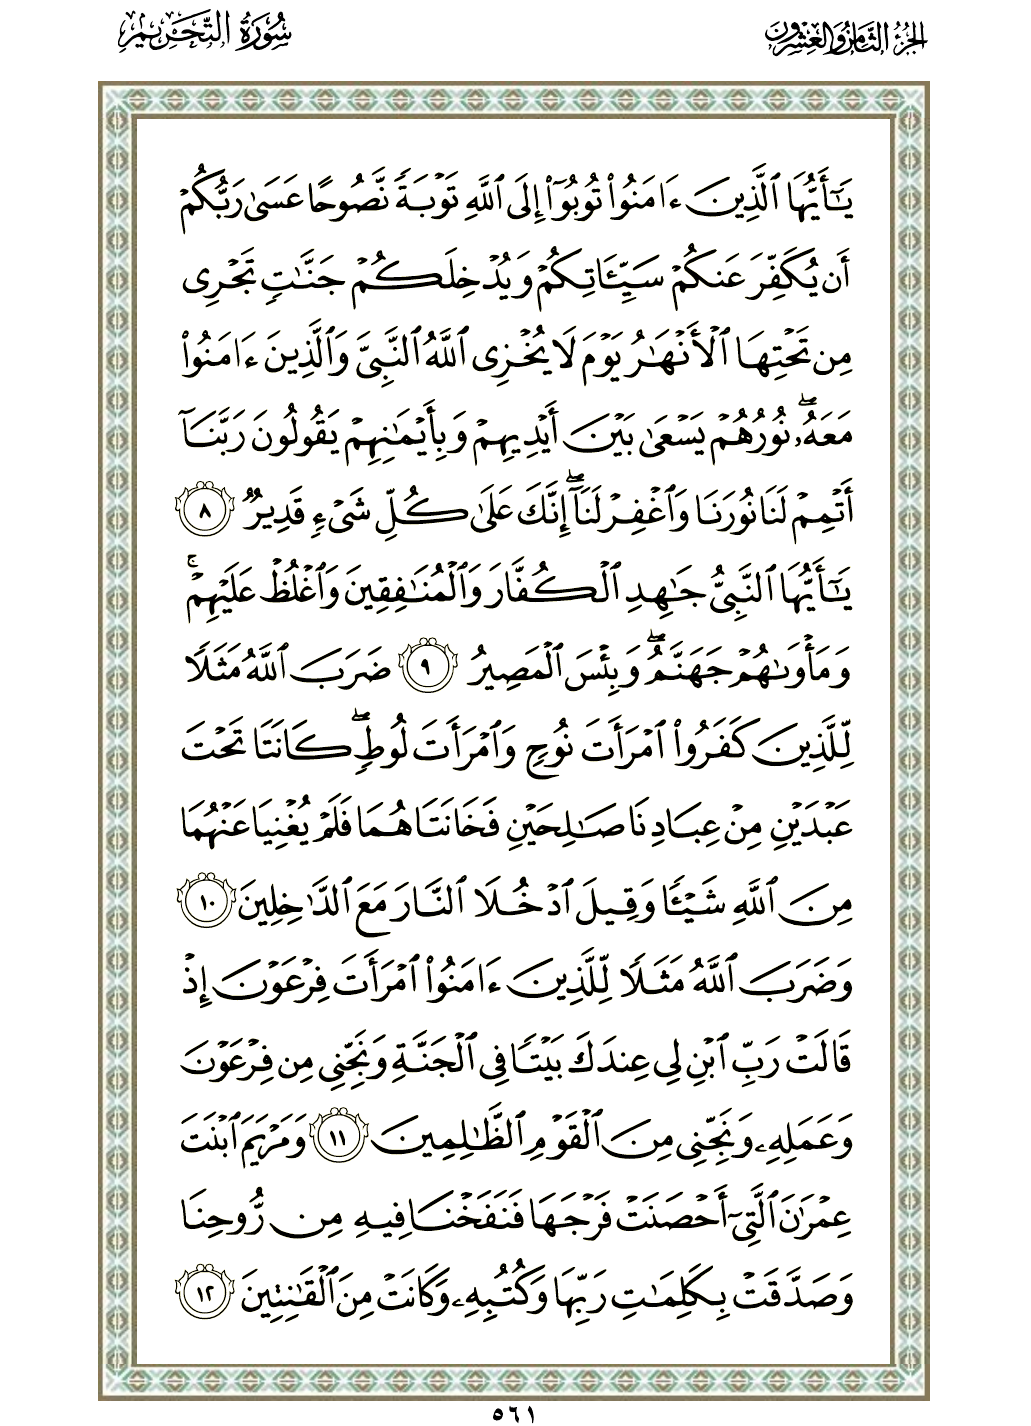 الجزء الثامن والعشرون
سورة التحريم
يَٰٓأَيُّهَا ٱلَّذِينَ ءَامَنُوا۟ تُوبُوٓا۟ إِلَى ٱللَّهِ تَوْبَةً نَّصُوحًا عَسَىٰ رَبُّكُمْ
أَن يُكَفِّرَ عَنكُمْ سَيِّـَٔاتِكُمْ وَيُدْخِلَكُمْ جَنَّٰتٍ تَجْرِى
مِن تَحْتِهَا ٱلْأَنْهَٰرُ يَوْمَ لَا يُخْزِى ٱللَّهُ ٱلنَّبِىَّ وَٱلَّذِينَ ءَامَنُوا۟
مَعَهُۥ ۖ نُورُهُمْ يَسْعَىٰ بَيْنَ أَيْدِيهِمْ وَبِأَيْمَٰنِهِمْ يَقُولُونَ رَبَّنَآ
أَتْمِمْ لَنَا نُورَنَا وَٱغْفِرْ لَنَآ ۖ إِنَّكَ عَلَىٰ كُلِّ شَىْءٍ قَدِيرٌ ٨
يَٰٓأَيُّهَا ٱلنَّبِىُّ جَٰهِدِ ٱلْكُفَّارَ وَٱلْمُنَٰفِقِينَ وَٱغْلُظْ عَلَيْهِمْ ۚ
وَمَأْوَىٰهُمْ جَهَنَّمُ ۖ وَبِئْسَ ٱلْمَصِيرُ ٩ ضَرَبَ ٱللَّهُ مَثَلًا
لِّلَّذِينَ كَفَرُوا۟ ٱمْرَأَتَ نُوحٍ وَٱمْرَأَتَ لُوطٍ ۖ كَانَتَا تَحْتَ
عَبْدَيْنِ مِنْ عِبَادِنَا صَٰلِحَيْنِ فَخَانَتَاهُمَا فَلَمْ يُغْنِيَا عَنْهُمَا
مِنَ ٱللَّهِ شَيْـًٔا وَقِيلَ ٱدْخُلَا ٱلنَّارَ مَعَ ٱلدَّٰخِلِينَ ١٠
وَضَرَبَ ٱللَّهُ مَثَلًا لِّلَّذِينَ ءَامَنُوا۟ ٱمْرَأَتَ فِرْعَوْنَ إِذْ
قَالَتْ رَبِّ ٱبْنِ لِى عِندَكَ بَيْتًا فِى ٱلْجَنَّةِ وَنَجِّنِى مِن فِرْعَوْنَ
وَعَمَلِهِۦ وَنَجِّنِى مِنَ ٱلْقَوْمِ ٱلظَّٰلِمِينَ ١١ وَمَرْيَمَ ٱبْنَتَ
عِمْرَٰنَ ٱلَّتِىٓ أَحْصَنَتْ فَرْجَهَا فَنَفَخْنَا فِيهِ مِن رُّوحِنَا
وَصَدَّقَتْ بِكَلِمَٰتِ رَبِّهَا وَكُتُبِهِۦ وَكَانَتْ مِنَ ٱلْقَٰنِتِينَ ١٢
٥٦١